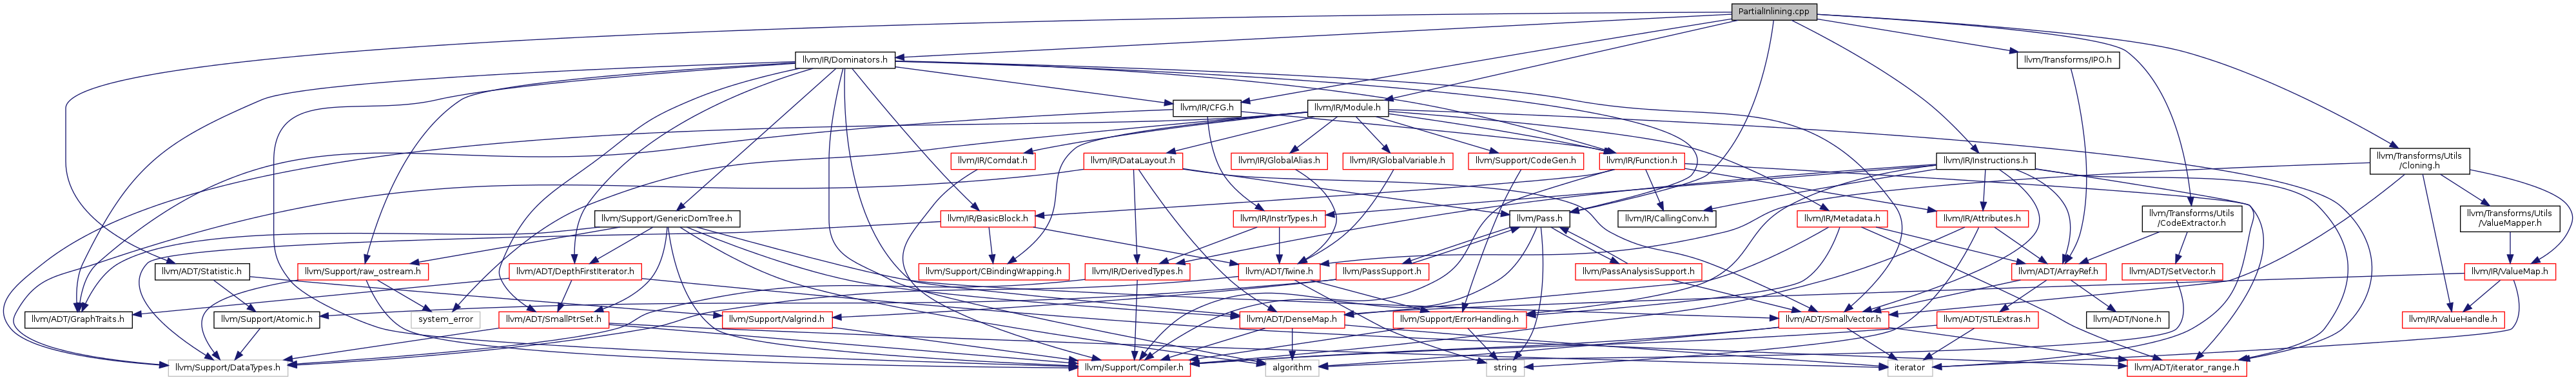 PartialInlining.cpp
llvm/IR/Dominators.h
llvm/Transforms/IPO.h
llvm/IR/CFG.h
llvm/IR/Module.h
llvm/IR/Comdat.h
llvm/IR/DataLayout.h
llvm/IR/GlobalAlias.h
llvm/IR/GlobalVariable.h
llvm/Support/CodeGen.h
llvm/IR/Function.h
llvm/IR/Instructions.h
llvm/Transforms/Utils
/Cloning.h
llvm/Support/GenericDomTree.h
llvm/IR/BasicBlock.h
llvm/IR/InstrTypes.h
llvm/Pass.h
llvm/IR/CallingConv.h
llvm/IR/Metadata.h
llvm/IR/Attributes.h
llvm/Transforms/Utils
/CodeExtractor.h
llvm/Transforms/Utils
/ValueMapper.h
llvm/ADT/Statistic.h
llvm/Support/raw_ostream.h
llvm/ADT/DepthFirstIterator.h
llvm/Support/CBindingWrapping.h
llvm/IR/DerivedTypes.h
llvm/ADT/Twine.h
llvm/PassSupport.h
llvm/PassAnalysisSupport.h
llvm/ADT/ArrayRef.h
llvm/ADT/SetVector.h
llvm/IR/ValueMap.h
llvm/ADT/GraphTraits.h
llvm/Support/Atomic.h
system_error
llvm/ADT/SmallPtrSet.h
llvm/Support/Valgrind.h
llvm/ADT/DenseMap.h
llvm/Support/ErrorHandling.h
llvm/ADT/SmallVector.h
llvm/ADT/STLExtras.h
llvm/ADT/None.h
llvm/IR/ValueHandle.h
llvm/Support/DataTypes.h
llvm/Support/Compiler.h
algorithm
string
iterator
llvm/ADT/iterator_range.h